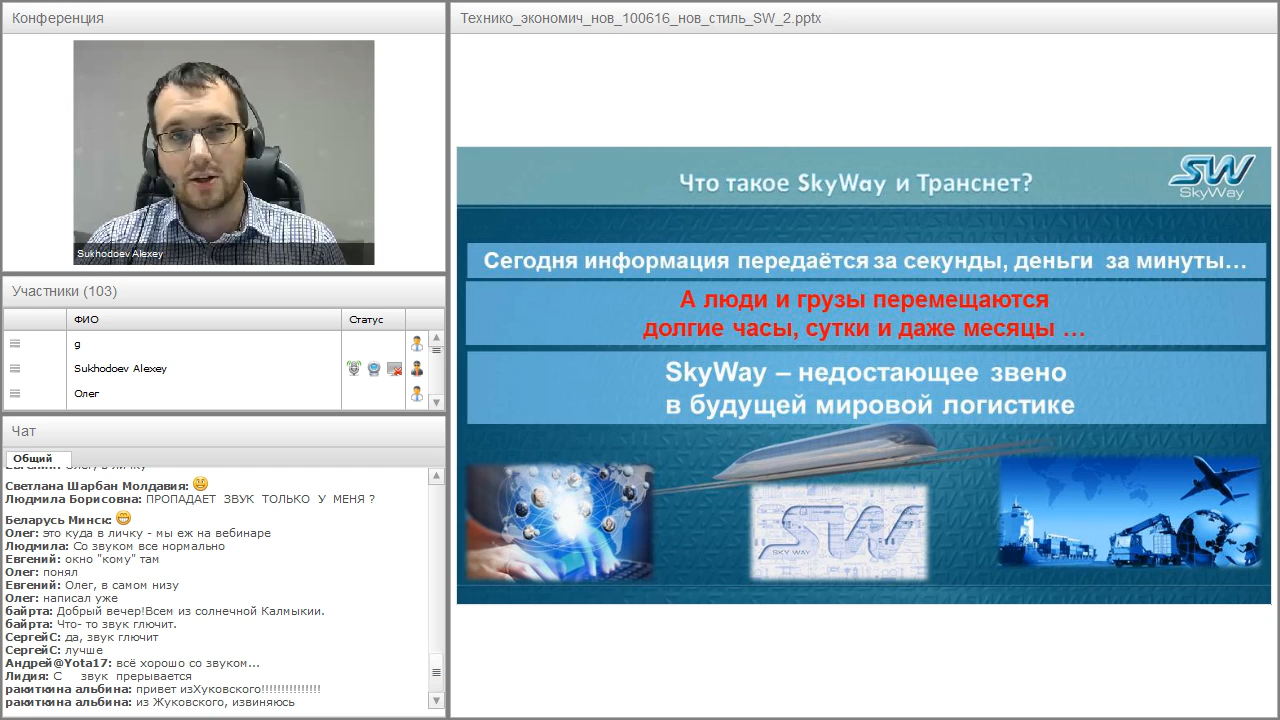 Конференция
Sukhodoev Alexey
Участники (103)
ФИО Статус
g
Sukhodoev Alexey
Олег
Чат
Общий
Светлана Шарбан Молдавия:
Людмила Борисовна: ПРОПАДАЕТ ЗВУК ТОЛЬКО У МЕНЯ ?
Беларусь Минск:
Олег: это куда в личку - мы еж на вебинаре
Людмила: Со звуком все нормально
Евгений: окно "кому" там
Олег: понял
Евгений: Олег, в самом низу
Олег: написал уже
байрта: Добрый вечер!Всем из солнечной Калмыкии.
байрта: Что- то звук глючит.
СергейС: да, звук глючит
СергейС: лучше
Андрей@Yota17: всё хорошо со звуком...
Лидия: С звук прерывается
ракиткина альбина: привет изХуковского!!!!!!!!!!!!!!!
ракиткина альбина: из Жуковского, извиняюсь
Технико_экономич_нов_100616_нов_стиль_SW_2.pptx
Что такое SkyWay и Транснет?
SW
SkyWay
Сегодня информация передаётся за секунды, деньги за минуты...
А люди и грузы перемещаются
долгие часы, сутки и даже месяцы ...
SkyWay – недостающее звено
в будущей мировой логистике
SW
SKY WAY